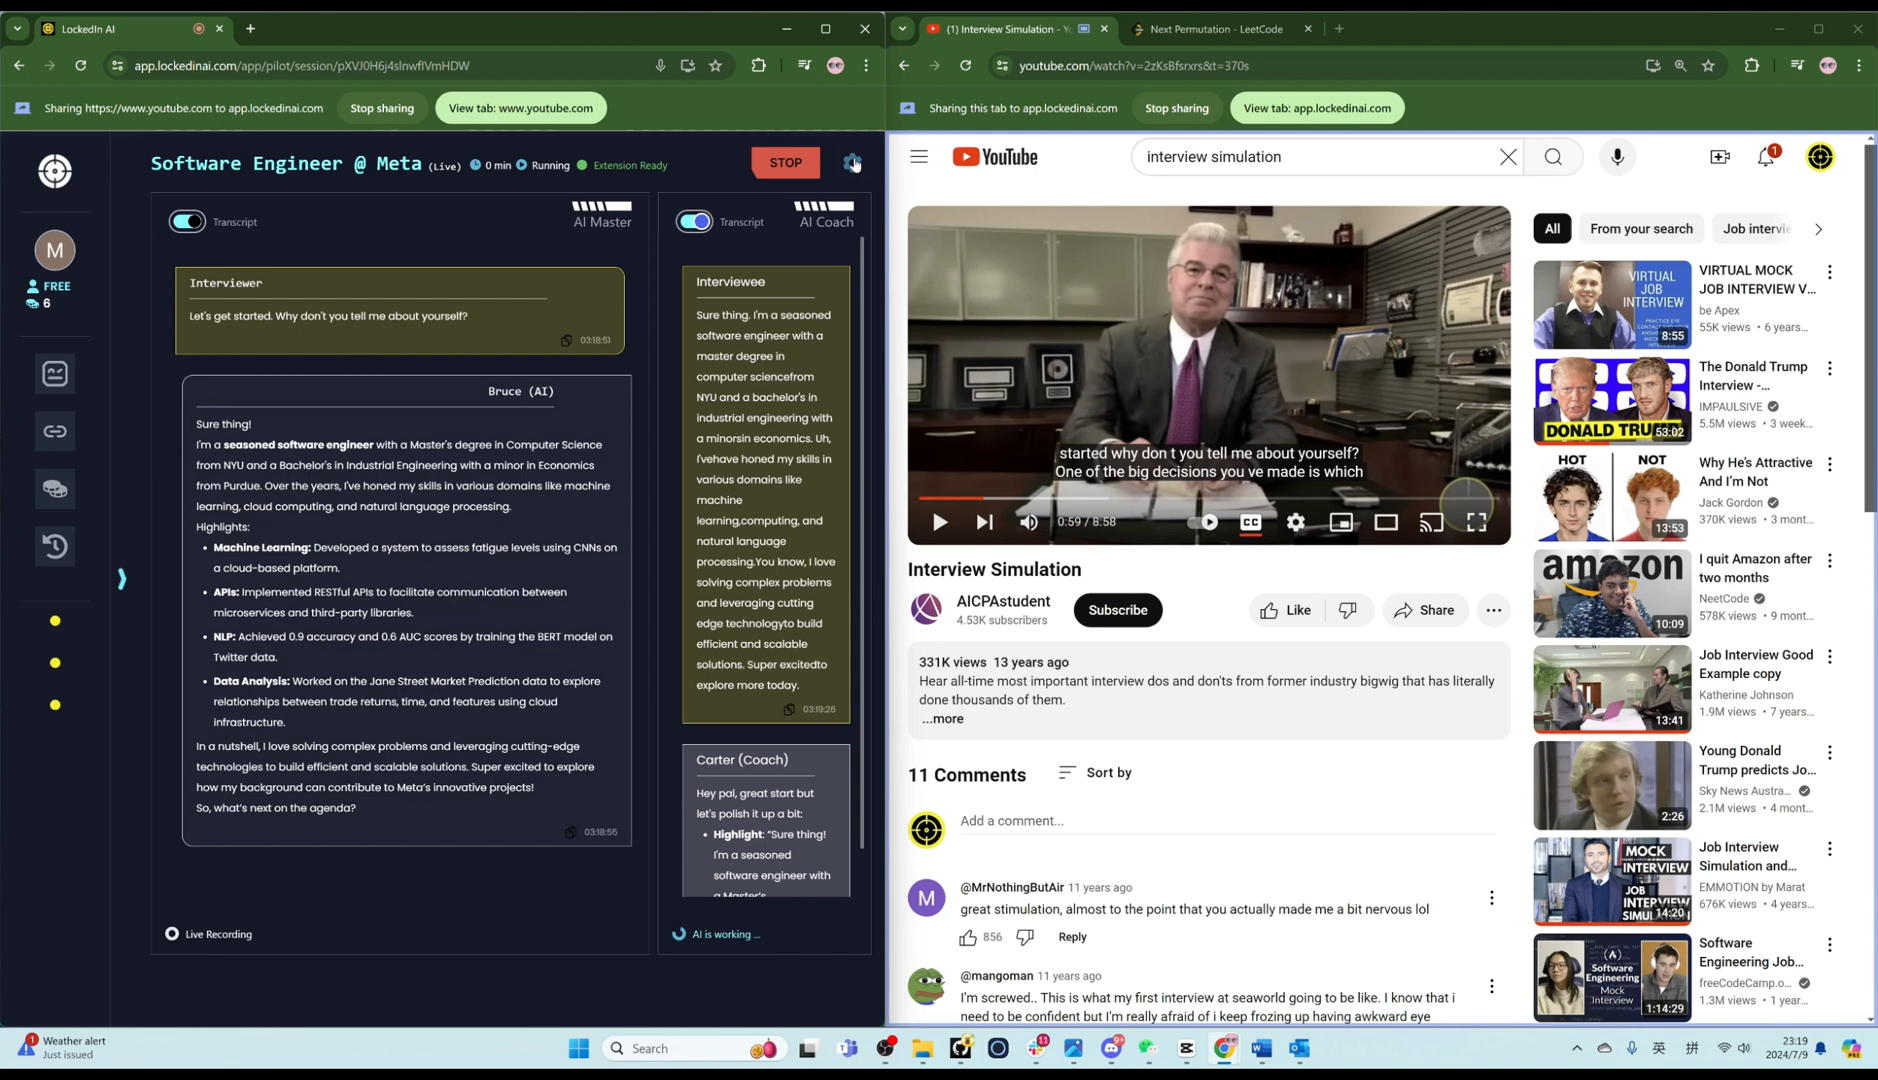 LockedIn AI
app.lockedinai.com/app/pilot/session/pXVJ0H6j4slnwfIVmHDW
Sharing https://www.youtube.com to app.lockedinai.com
Stop sharing
View tab: www.youtube.com
Software Engineer @ Meta (Live)
0 min
Running
Extension Ready
STOP
M
FREE
6
Transcript
AI Master
Interviewer
Let's get started. Why don't you tell me about yourself?
03:18:51
Bruce (AI)
Sure thing!
I'm a seasoned software engineer with a Master's degree in Computer Science
from NYU and a Bachelor's in Industrial Engineering with a minor in Economics
from Purdue. Over the years, I've honed my skills in various domains like machine
learning, cloud computing, and natural language processing.
Highlights:
• Machine Learning: Developed a system to assess fatigue levels using CNNs on
a cloud-based platform.
• APIs: Implemented RESTful APIs to facilitate communication between
microservices and third-party libraries.
• NLP: Achieved 0.9 accuracy and 0.6 AUC scores by training the BERT model on
Twitter data.
• Data Analysis: Worked on the Jane Street Market Prediction data to explore
relationships between trade returns, time, and features using cloud
infrastructure.
In a nutshell, I love solving complex problems and leveraging cutting-edge
technologies to build efficient and scalable solutions. Super excited to explore
how my background can contribute to Meta's innovative projects!
So, what's next on the agenda?
03:18:55
Live Recording
Transcript
AI Coach
Interviewee
Sure thing. I'm a seasoned
software engineer with a
master degree in
computer sciencefrom
NYU and a bachelor's in
industrial engineering with
a minorsin economics. Uh,
I'vehave honed my skills in
various domains like
machine
learning,computing, and
natural language
processing.You know, I love
solving complex problems
and leveraging cutting
edge technologyto build
efficient and scalable
solutions. Super excitedto
explore more today.
03:19:26
Carter (Coach)
Hey pal, great start but
let's polish it up a bit:
• Highlight: "Sure thing!
I'm a seasoned
software engineer with
a Master's
AI is working ...
(1) Interview Simulation - Yo
Next Permutation - LeetCode
youtube.com/watch?v=2zKsBfsrxrs&t=370s
Sharing this tab to app.lockedinai.com
Stop sharing
View tab: app.lockedinai.com
YouTube
interview simulation
1
started why don t you tell me about yourself?
One of the big decisions you ve made is which
0:59 / 8:58
CC
Interview Simulation
AICPAstudent
4.53K subscribers
Subscribe
Like
Share
331K views 13 years ago
Hear all-time most important interview dos and don'ts from former industry bigwig that has literally
done thousands of them.
...more
11 Comments
Sort by
Add a comment...
M
@MrNothingButAir 11 years ago
great stimulation, almost to the point that you actually made me a bit nervous lol
856
Reply
@mangoman 11 years ago
I'm screwed.. This is what my first interview at seaworld going to be like. I know that i
need to be confident but I'm really afraid of i keep frozing up having awkward eye
All
From your search
Job intervie
VIRTUAL
JOB
INTERVIEW
8:55
VIRTUAL MOCK
JOB INTERVIEW V...
be Apex
55K views • 6 years...
DONALD TRUMP
53:02
The Donald Trump
Interview -...
IMPAULSIVE
5.5M views • 3 week...
HOT
NOT
13:53
Why He's Attractive
And I'm Not
Jack Gordon
370K views • 3 mont...
amazon
10:09
I quit Amazon after
two months
NeetCode
578K views • 9 mont...
13:41
Job Interview Good
Example copy
Katherine Johnson
1.9M views • 7 years...
2:26
Young Donald
Trump predicts Jo...
Sky News Austra...
2.1M views • 4 mont...
MOCK
INTERVIEW
JOB
INTERVIEW
14:20
Job Interview
Simulation and...
EMMOTION by Marat
676K views • 4 years...
Software
Engineering
Mock
Interview
1:14:29
Software
Engineering Job...
freeCodeCamp.o...
1.3M views • 1 year...
1
Weather alert
Just issued
Search
11
9+
英
拼
23:19
2024/7/9
PRE